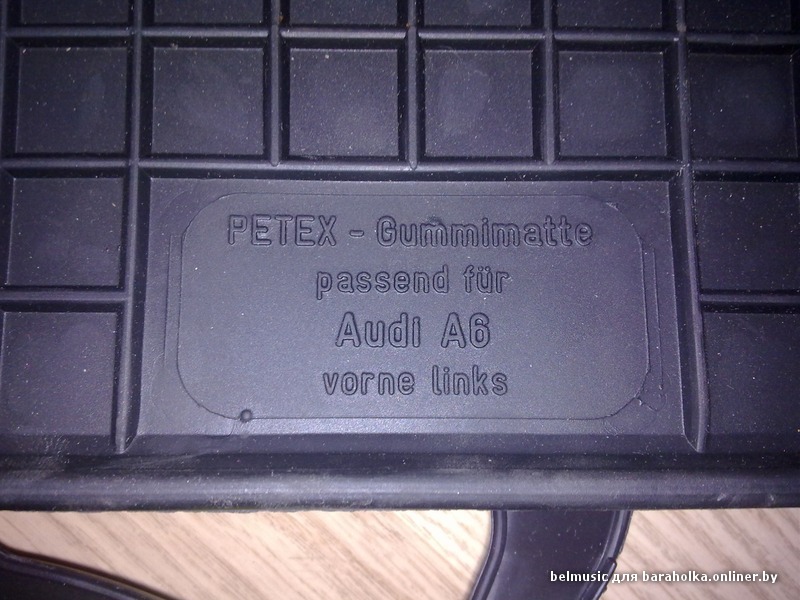 PETEX - Gummimatte
passend für
Audi A6
vorne links
belmusic для baraholka.onliner.by